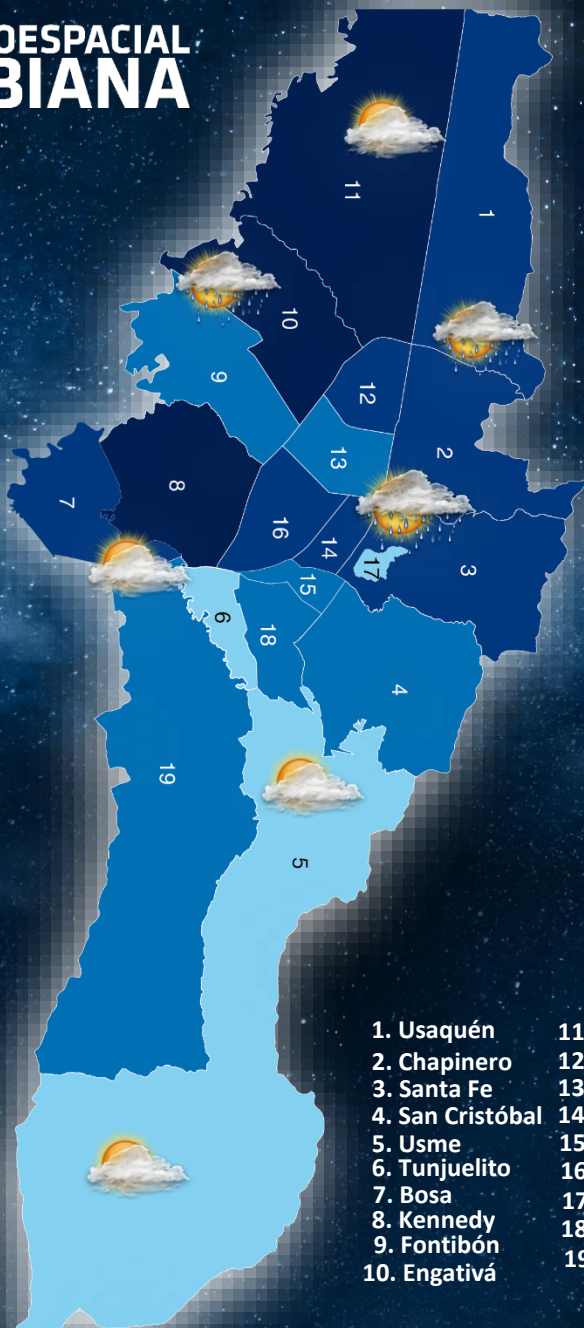 OESPACIAL
BIANA
11
1
10
12
9
13
2
8
7
16
14
17
3
15
6
18
4
19
5
1. Usaquén 11
2. Chapinero 12
3. Santa Fe 13
4. San Cristóbal 14
5. Usme 15
6. Tunjuelito 16
7. Bosa 17
8. Kennedy 18
9. Fontibón 19
10. Engativá